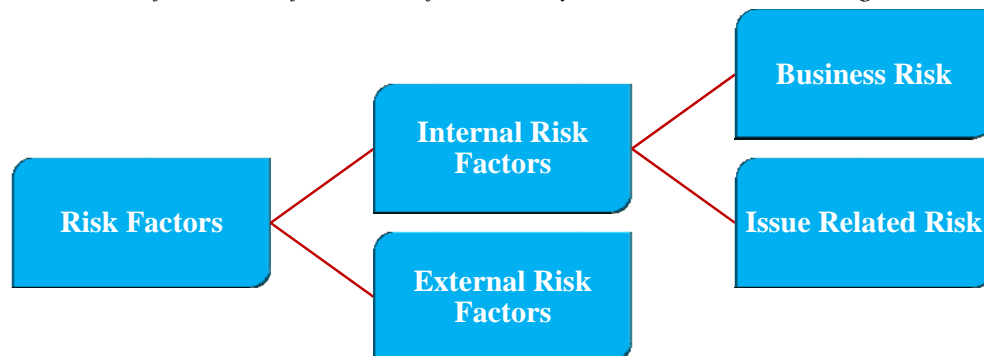 Business Risk
Internal Risk
Factors
Risk Factors
Issue Related Risk
External Risk
Factors